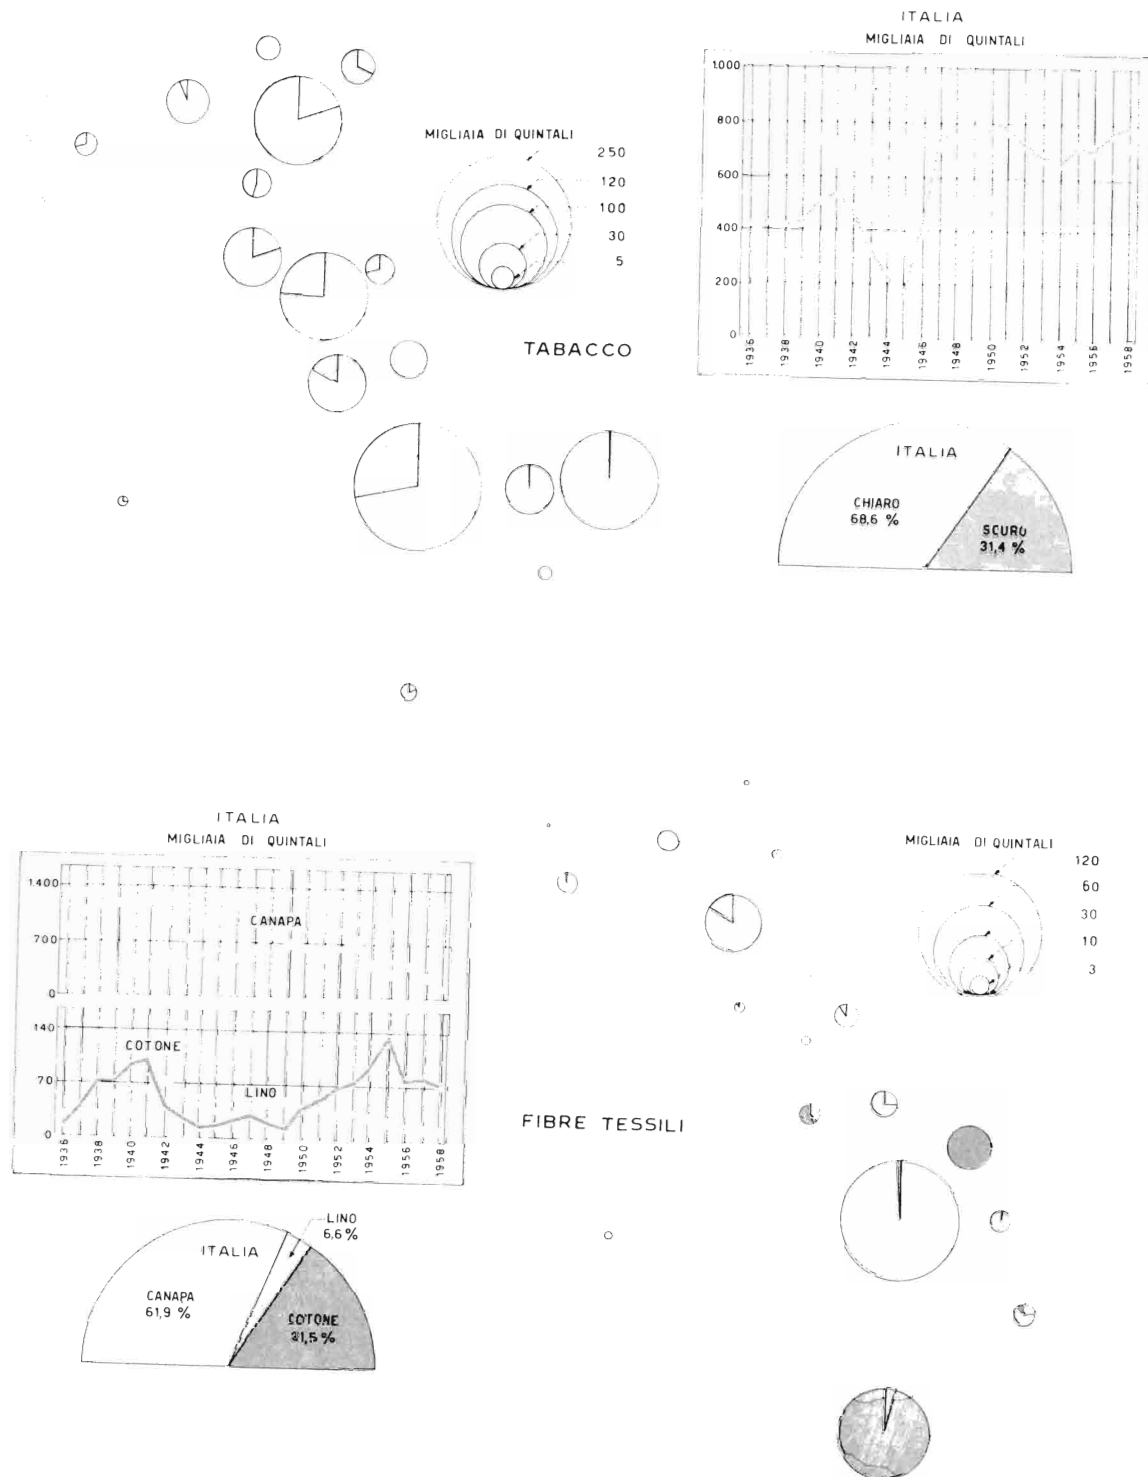 ITALIA
MIGLIAIA DI QUINTALI
1.000
800
600
400
200
0
1936
1938
1940
1942
1944
1946
1948
1950
1952
1954
1956
1958
MIGLIAIA DI QUINTALI
250
120
100
30
5
TABACCO
ITALIA
CHIARO
68,6 %
SCURO
31,4 %
ITALIA
MIGLIAIA DI QUINTALI
1.400
700
0
CANAPA
140
70
0
COTONE
LINO
1936
1938
1940
1942
1944
1946
1948
1950
1952
1954
1956
1958
MIGLIAIA DI QUINTALI
120
60
30
10
3
FIBRE TESSILI
LINO
6,6 %
ITALIA
CANAPA
61,9 %
COTONE
31,5 %